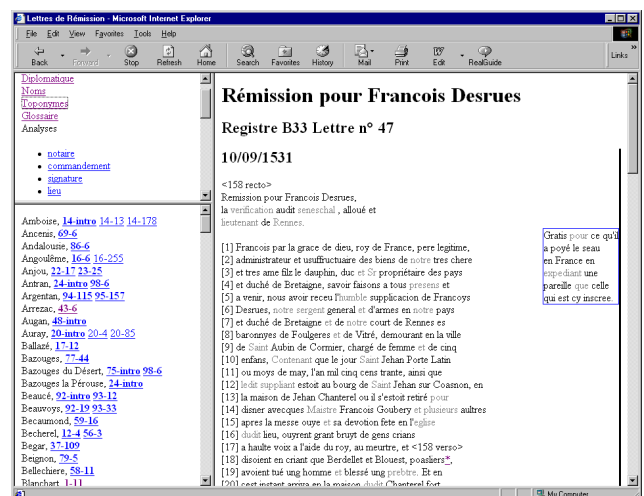 Lettres de Rémission - Microsoft Internet Explorer
File Edit View Favorites Tools Help
Back Forward Stop Refresh Home Search Favorites History Mail Print Edit RealGuide Links
Diplomatique
Noms
Toponymes
Glossaire
Analyses
notaire
commandement
signature
lieu
Amboise, 14-intro 14-13 14-178
Ancenis, 69-6
Andalousie, 86-6
Angoulême, 16-6 16-255
Anjou, 22-17 23-25
Antran, 24-intro 98-6
Argentan, 94-115 95-157
Arrezac, 43-6
Augan, 48-intro
Auray, 20-intro 20-4 20-85
Ballazé, 17-12
Bazouges, 77-44
Bazouges du Désert, 75-intro 98-6
Bazouges la Pérouse, 24-intro
Beaucé, 92-intro 93-12
Beauvoys, 92-19 93-33
Becaumond, 59-16
Becherel, 12-4 56-3
Begar, 37-109
Beignon, 79-5
Bellechiere, 58-11
Blanchart, 1-11
Rémission pour Francois Desrues
Registre B33 Lettre n° 47
10/09/1531
<158 recto>
Remission pour Francois Desrues,
la verification audit seneschal , alloué et
lieutenant de Rennes.
[1] Francois par la grace de dieu, roy de France, pere legitime,
[2] administrateur et usuffructuaire des biens de notre tres chere
[3] et tres ame filz le dauphin, duc et Sr propriétaire des pays
[4] et duché de Bretaigne, savoir faisons a tous presens et
[5] a venir, nous avoir receu l'humble supplicacion de Francoys
[6] Desrues, notre sergent general et d'armes en notre pays
[7] et duché de Bretaigne et de notre court de Rennes es
[8] baronnyes de Foulgeres et de Vitré, demourant en la ville
[9] de Saint Aubin de Cormier, chargé de femme et de cinq
[10] enfans, Contenant que le jour Saint Jehan Porte Latin
[11] ou moys de may, l'an mil cinq cens trante, ainsi que
[12] ledit suppliant estoit au bourg de Saint Jehan sur Coasnon, en
[13] la maison de Jehan Chanterel ou il s'estoit retiré pour
[14] disner avecques Maistre Francois Goubery et plusieurs aultres
[15] apres la messe ouye et sa devotion fete en l'eglise
[16] dudit lieu, ouyrent grant bruyt de gens crians
[17] a haulte voix a l'aide du roy, au meurtre, et <158 verso>
[18] disoient en criant que Berdellet et Blouest, poasliers*,
[19] avoient tué ung homme et blessé ung prebtre. Et en
[20] cest instant arriva en la maison dudit Chanterel fort
Gratis pour ce qu'il
a poyé le seau
en France en
expediant une
pareille que celle
qui est cy inscree.
My Computer